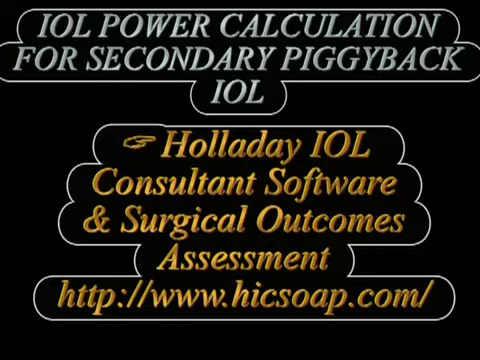 IOL POWER CALCULATION
FOR SECONDARY PIGGYBACK
IOL
☞ Holladay IOL
Consultant Software
& Surgical Outcomes
Assessment
http://www.hicsoap.com/